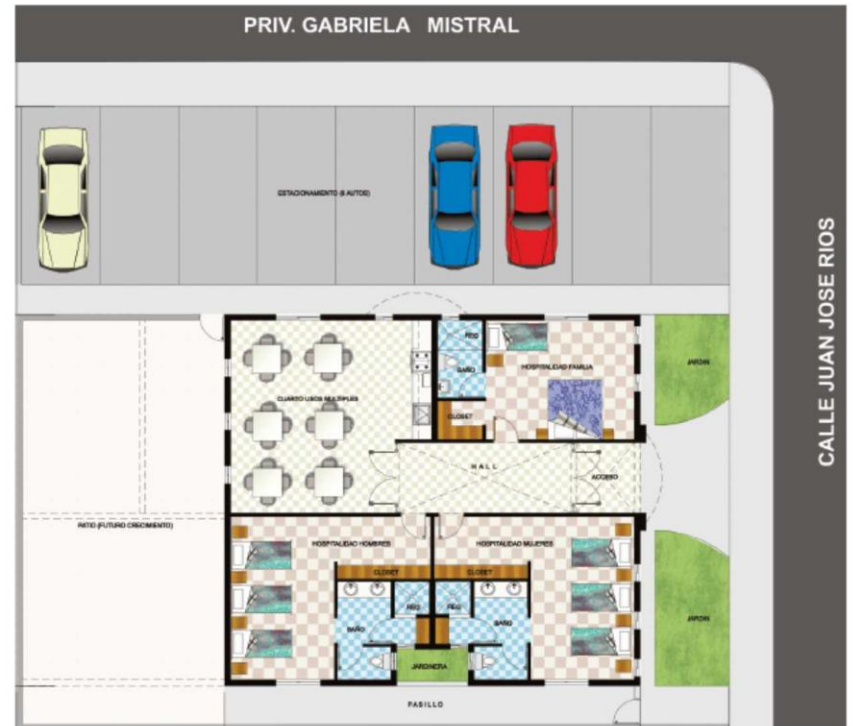 PRIV. GABRIELA MISTRAL
CALLE JUAN JOSE RIOS
ESTACIONAMIENTO (8 AUTOS)
REG
BAÑO
HOSPITALIDAD FAMILIA
JARDIN
CUARTO USOS MULTIPLES
CLOSET
HALL
ACCESO
PATIO (FUTURO CRECIMIENTO)
HOSPITALIDAD HOMBRES
HOSPITALIDAD MUJERES
CLOSET
CLOSET
REG
REG
BAÑO
BAÑO
JARDIN
JARDINERA
PASILLO